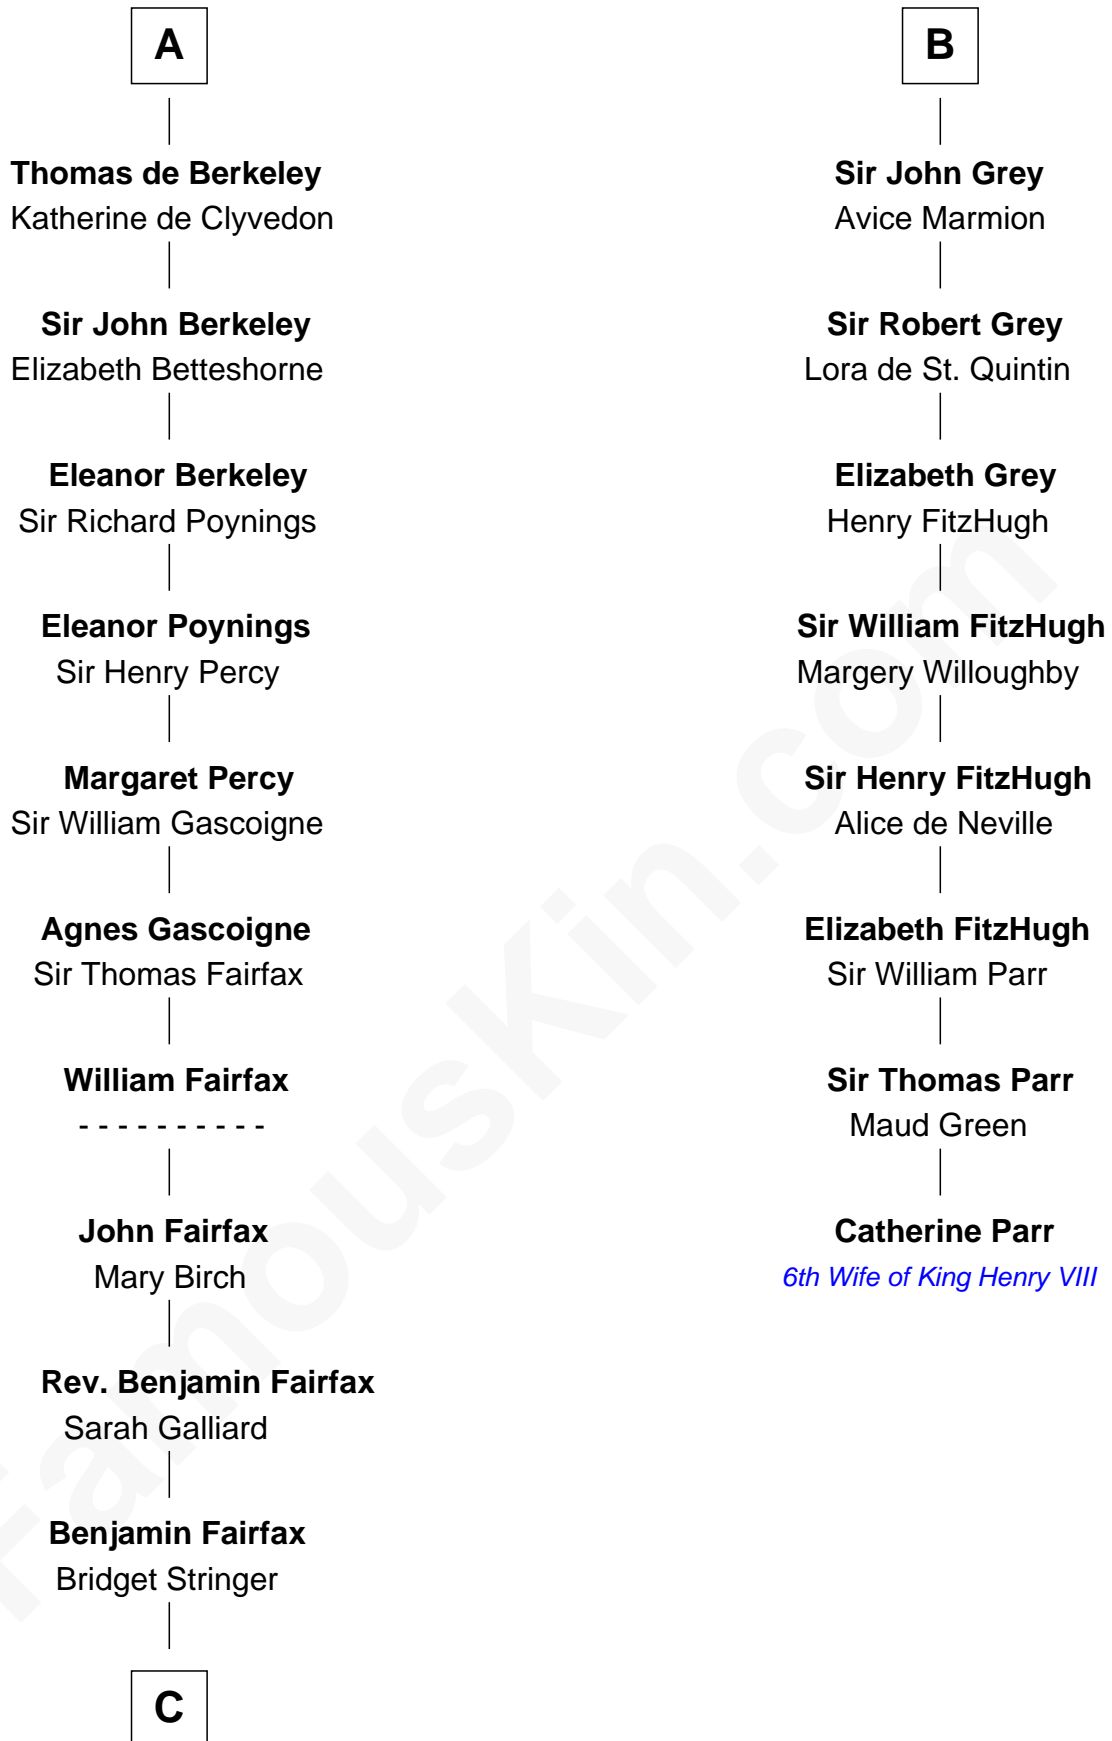 A
Thomas de Berkeley
Katherine de Clyvedon
Sir John Berkeley
Elizabeth Betteshorne
Eleanor Berkeley
Sir Richard Poynings
Eleanor Poynings
Sir Henry Percy
Margaret Percy
Sir William Gascoigne
Agnes Gascoigne
Sir Thomas Fairfax
William Fairfax
- - - - - - - - - -
John Fairfax
Mary Birch
Rev. Benjamin Fairfax
Sarah Galliard
Benjamin Fairfax
Bridget Stringer
C
B
Sir John Grey
Avice Marmion
Sir Robert Grey
Lora de St. Quintin
Elizabeth Grey
Henry FitzHugh
Sir William FitzHugh
Margery Willoughby
Sir Henry FitzHugh
Alice de Neville
Elizabeth FitzHugh
Sir William Parr
Sir Thomas Parr
Maud Green
Catherine Parr
6th Wife of King Henry VIII
FamousKin.com